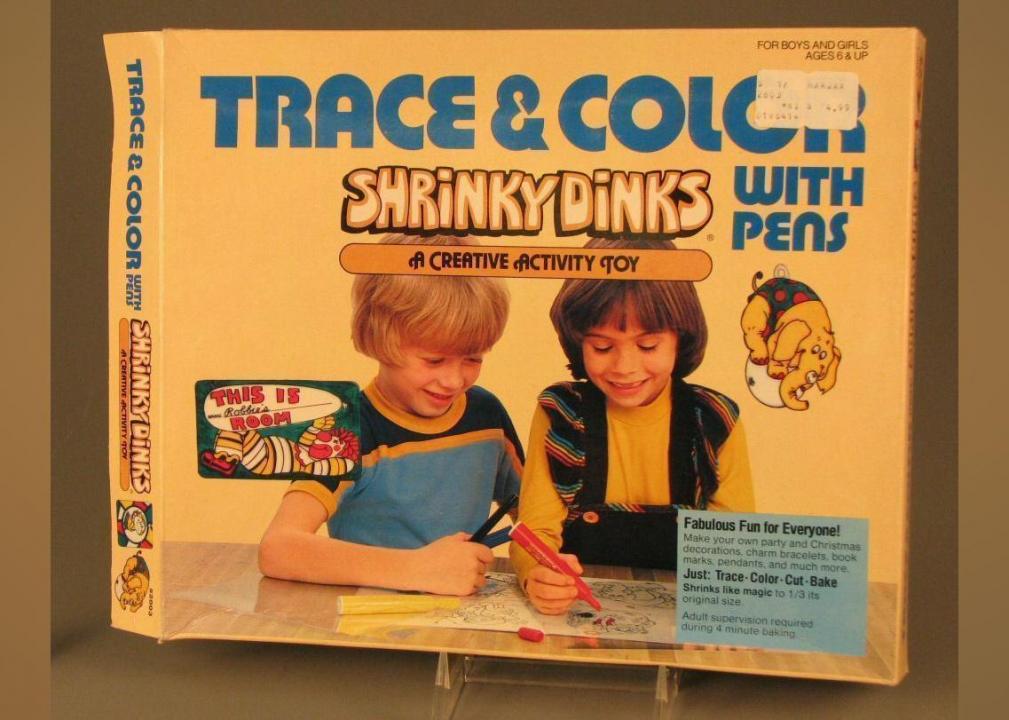 FOR BOYS AND GIRLS
AGES 6 & UP
TRACE & COLOR
WITH
PENS
SHRINKY DINKS
®
A CREATIVE ACTIVITY TOY
THIS IS
Robbie's
ROOM
Fabulous Fun for Everyone!
Make your own party and Christmas
decorations, charm bracelets, book
marks, pendants, and much more.
Just: Trace · Color · Cut · Bake
Shrinks like magic to 1/3 its
original size.
Adult supervision required
during 4 minute baking.
TRACE & COLOR WITH PENS
SHRINKY DINKS
A CREATIVE ACTIVITY TOY